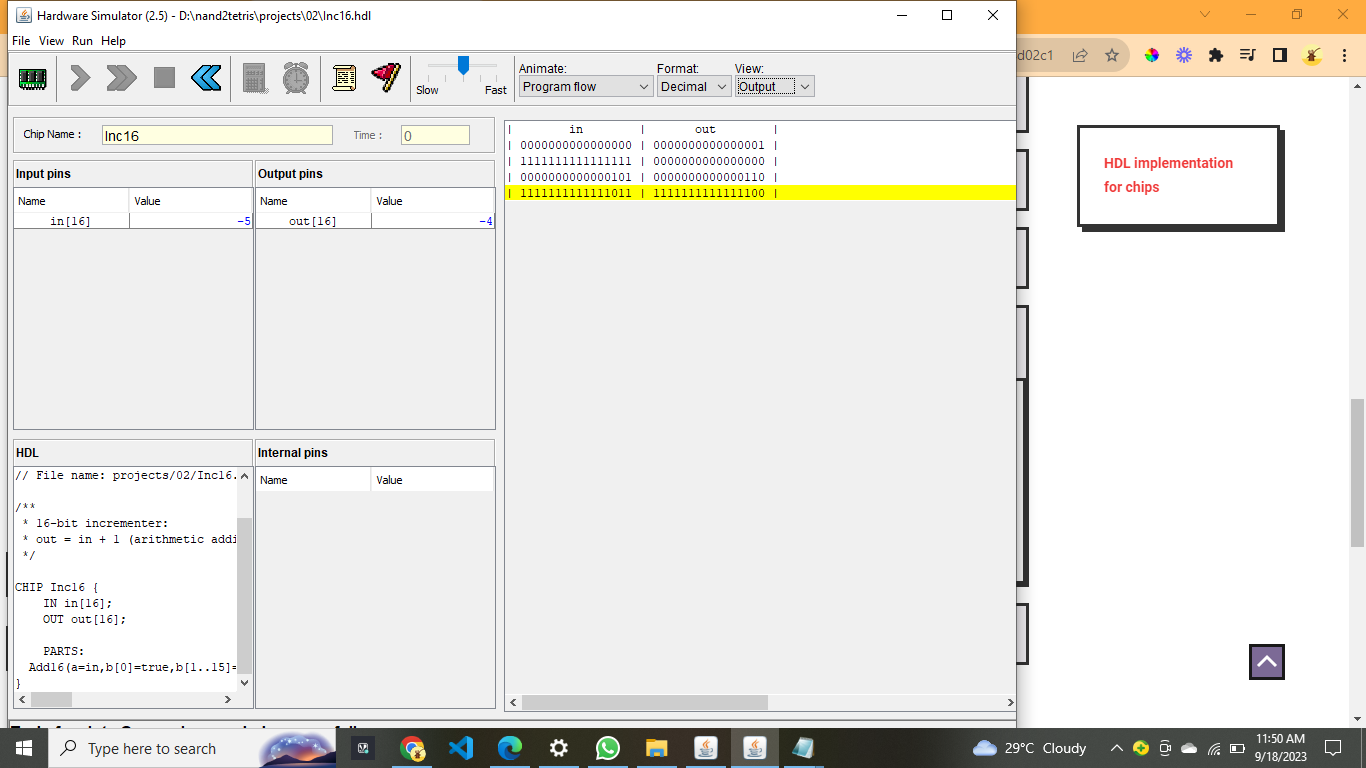 Hardware Simulator (2.5) - D:\nand2tetris\projects\02\Inc16.hdl
File View Run Help
Slow Fast
Animate: Format: View:
Program flow Decimal Output
d02c1
Chip Name : Inc16 Time : 0
Input pins
Name Value
in[16] -5
Output pins
Name Value
out[16] -4
HDL
// File name: projects/02/Inc16.
/**
* 16-bit incrementer:
* out = in + 1 (arithmetic addi
*/
CHIP Inc16 {
IN in[16];
OUT out[16];
PARTS:
Add16(a=in,b[0]=true,b[1..15]=
}
Internal pins
Name Value
| in | out |
| 0000000000000000 | 0000000000000001 |
| 1111111111111111 | 0000000000000000 |
| 0000000000000101 | 0000000000000110 |
| 1111111111111011 | 1111111111111100 |
HDL implementation
for chips
Type here to search
29°C Cloudy
11:50 AM
9/18/2023